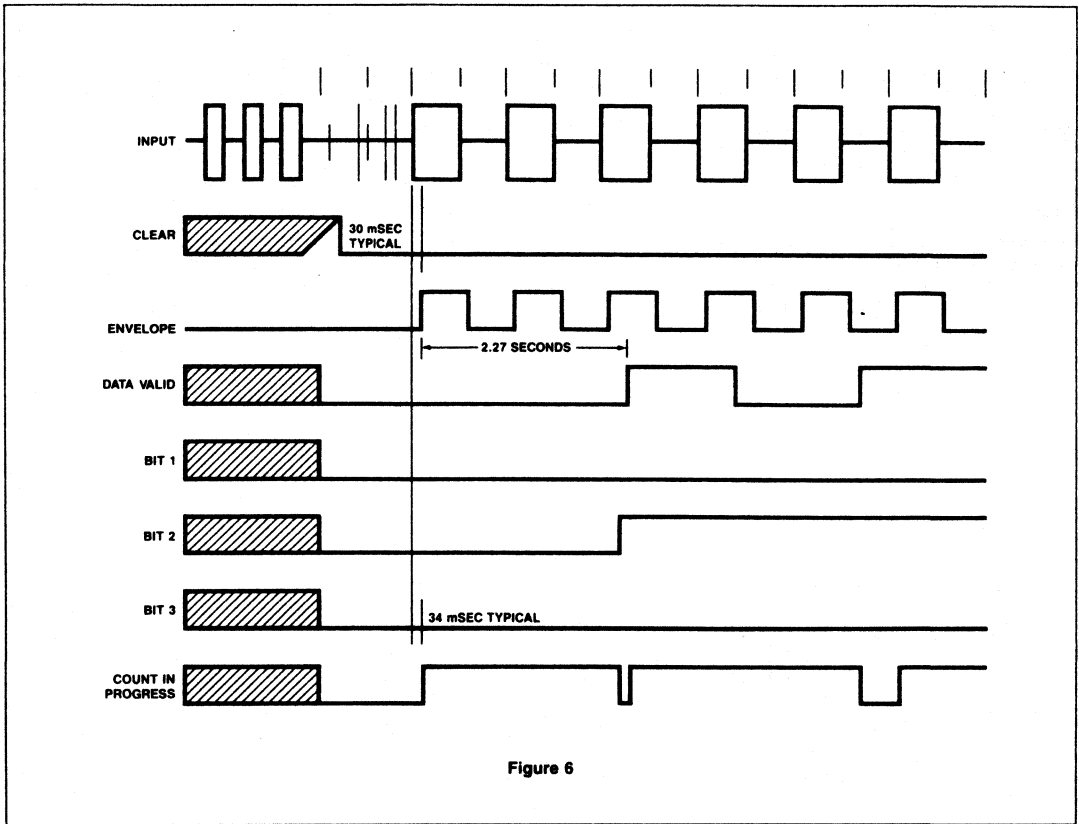 INPUT
CLEAR
30 mSEC
TYPICAL
ENVELOPE
2.27 SECONDS
DATA VALID
BIT 1
BIT 2
BIT 3
34 mSEC TYPICAL
COUNT IN
PROGRESS
Figure 6